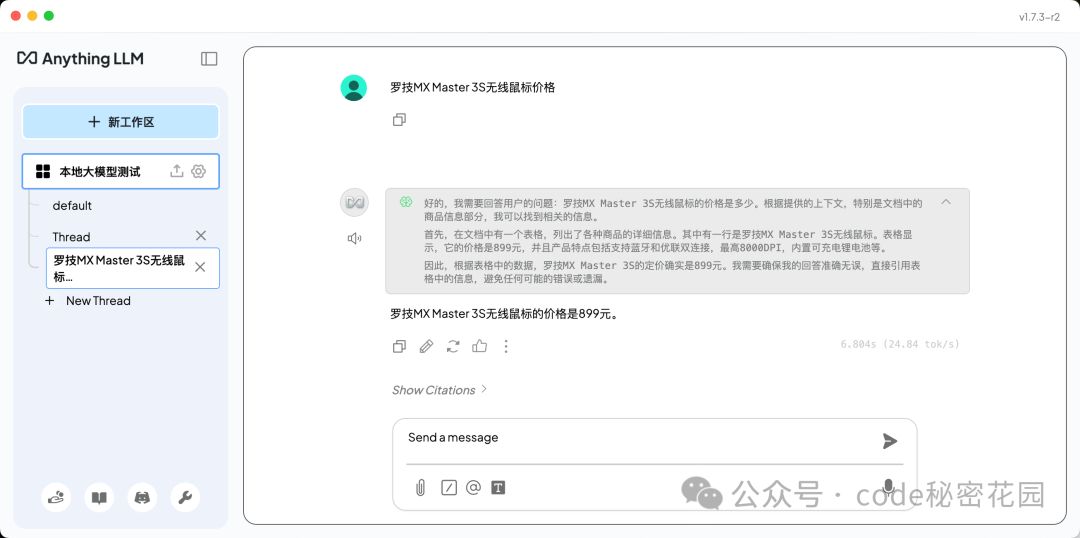 v1.7.3-r2
Anything LLM
新工作区
本地大模型测试
default
Thread
罗技MX Master 3S无线鼠
标...
New Thread
罗技MX Master 3S无线鼠标价格
好的，我需要回答用户的问题：罗技MX Master 3S无线鼠标的价格是多少。根据提供的上下文，特别是文档中的
商品信息部分，我可以找到相关的信息。
首先，在文档中有一个表格，列出了各种商品的详细信息。其中有一行是罗技MX Master 3S无线鼠标。表格显
示，它的价格是899元，并且产品特点包括支持蓝牙和优联双连接，最高8000DPI，内置可充电锂电池等。
因此，根据表格中的数据，罗技MX Master 3S的定价确实是899元。我需要确保我的回答准确无误，直接引用表
格中的信息，避免任何可能的错误或遗漏。
罗技MX Master 3S无线鼠标的价格是899元。
6.804s (24.84 tok/s)
Show Citations
Send a message
公众号 · code秘密花园